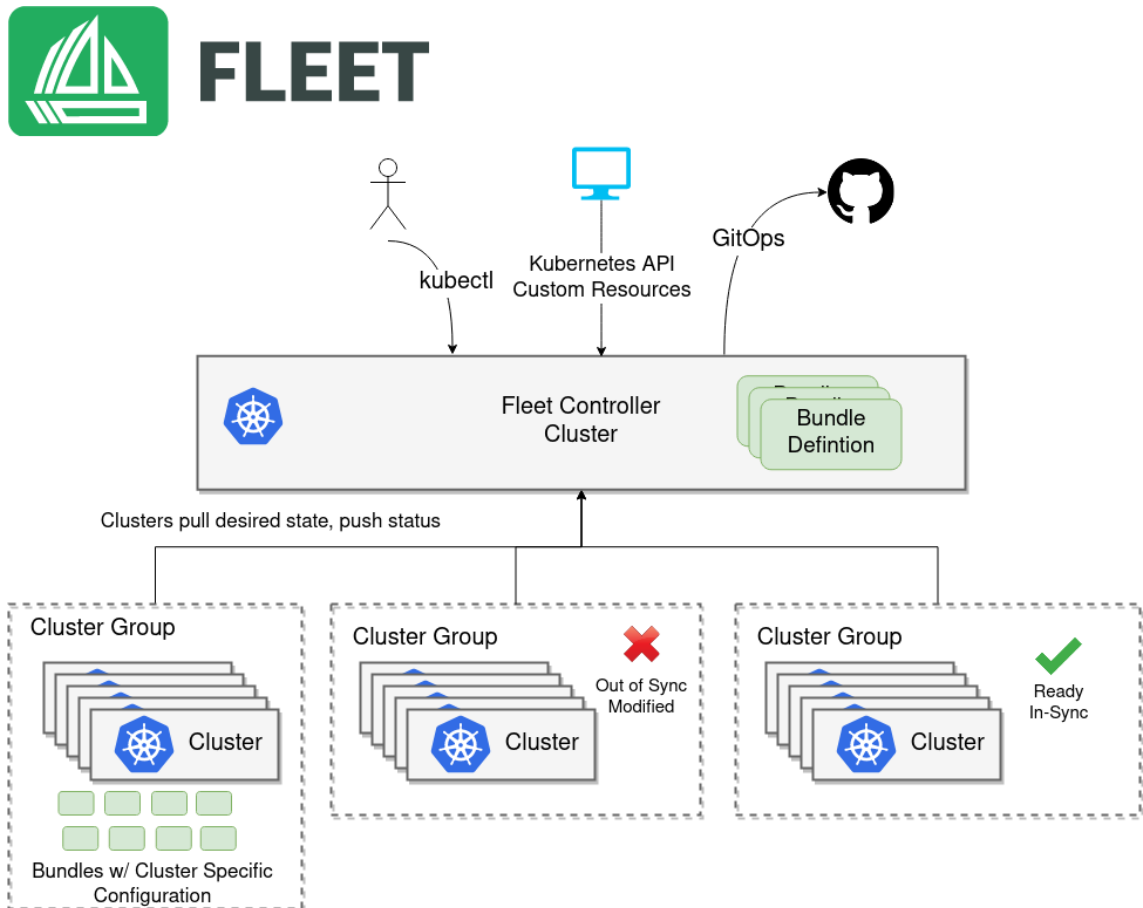 FLEET
kubectl
Kubernetes API
Custom Resources
GitOps
Fleet Controller
Cluster
Bundle
Defintion
Clusters pull desired state, push status
Cluster Group
Cluster
Bundles w/ Cluster Specific
Configuration
Cluster Group
Out of Sync
Modified
Cluster
Cluster Group
Ready
In-Sync
Cluster